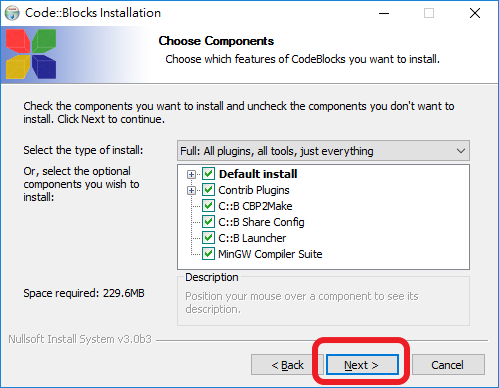 Code::Blocks Installation
Choose Components
Choose which features of CodeBlocks you want to install.
Check the components you want to install and uncheck the components you don't want to
install. Click Next to continue.
Select the type of install:
Full: All plugins, all tools, just everything
Or, select the optional
components you wish to
install:
Default install
Contrib Plugins
C::B CBP2Make
C::B Share Config
C::B Launcher
MinGW Compiler Suite
Space required: 229.6MB
Description
Position your mouse over a component to see its
description.
Nullsoft Install System v3.0b3
< Back
Next >
Cancel